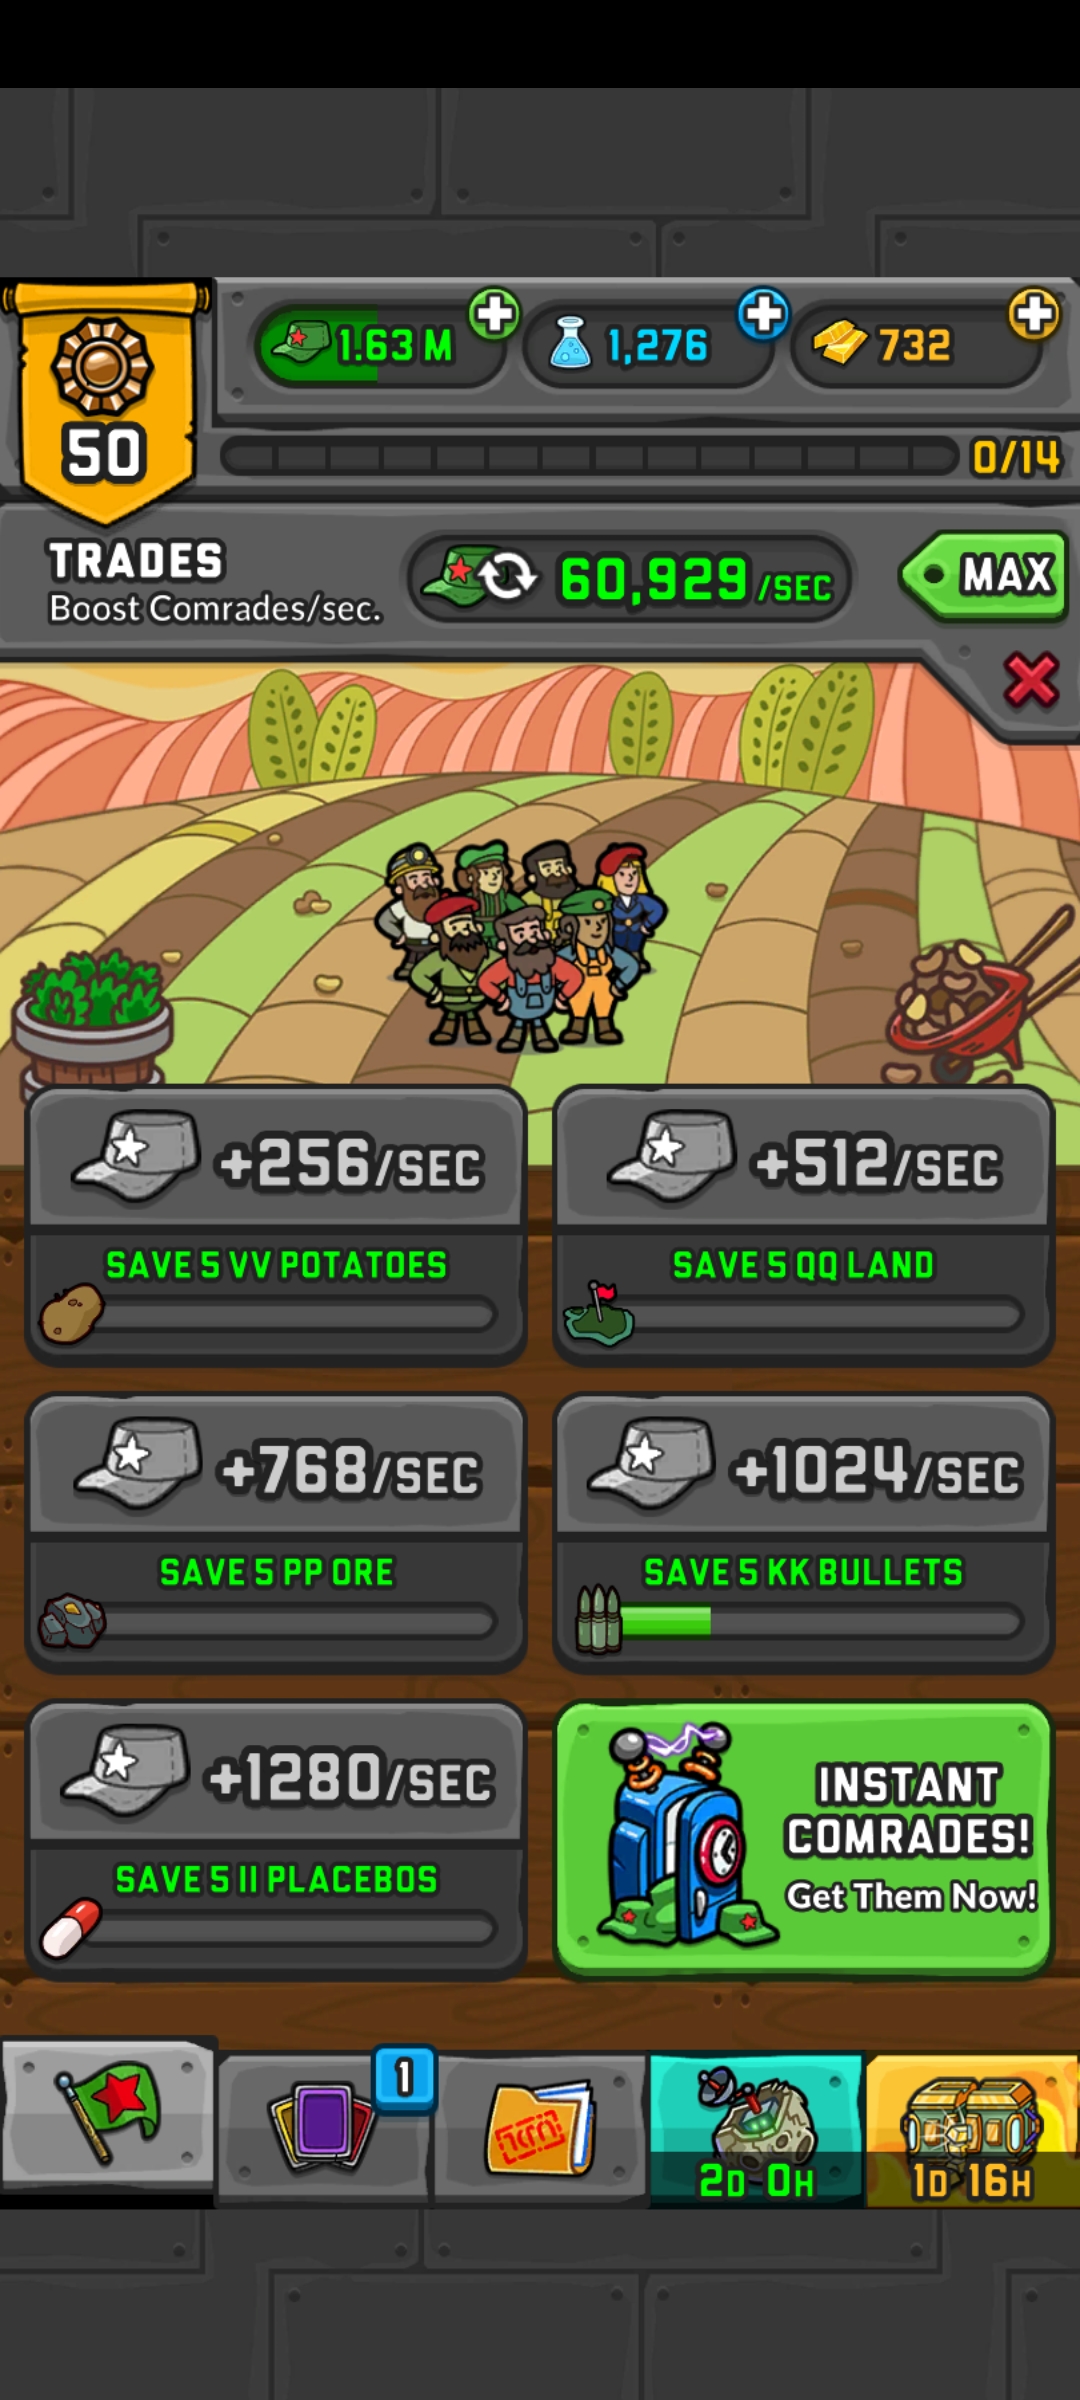 1.63 M
1,276
732
50
0/14
TRADES
Boost Comrades/sec.
60,929 /SEC
MAX
+256/SEC
SAVE 5 VV POTATOES
+512/SEC
SAVE 5 QQ LAND
+768/SEC
SAVE 5 PP ORE
+1024/SEC
SAVE 5 KK BULLETS
+1280/SEC
SAVE 5 II PLACEBOS
INSTANT
COMRADES!
Get Them Now!
1
2D 0H
1D 16H